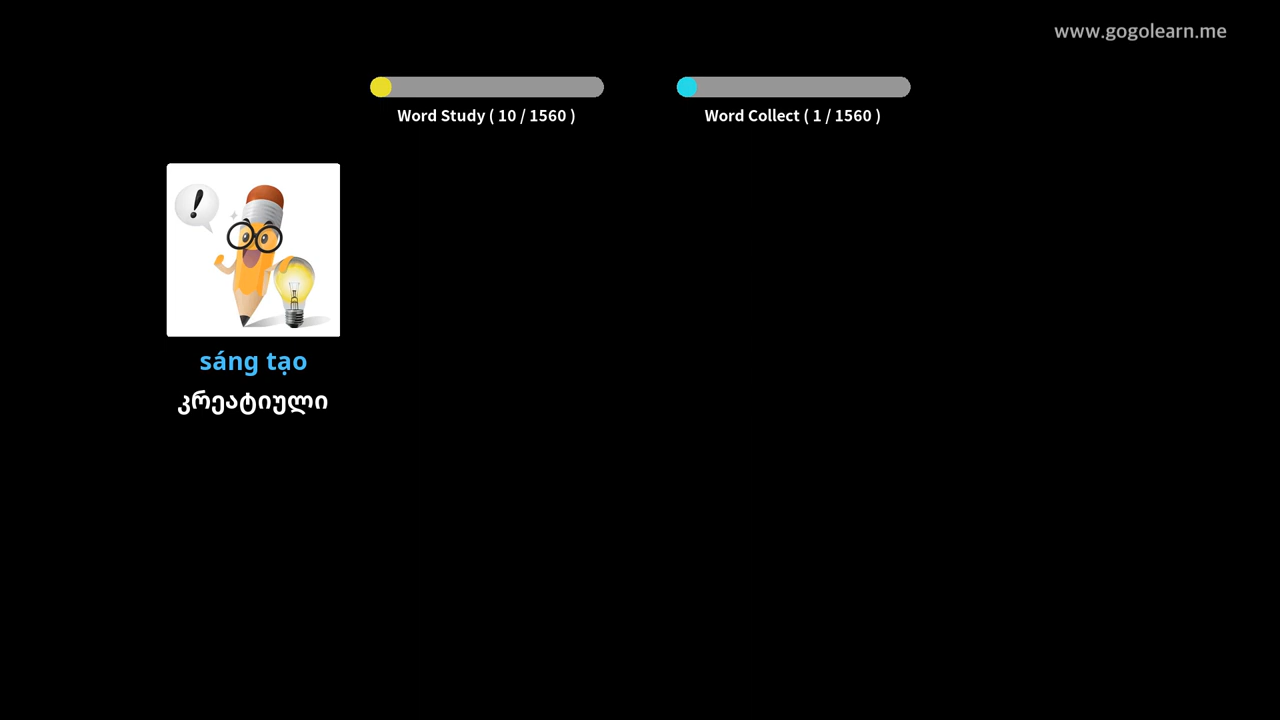 www.gogolearn.me
Word Study ( 10 / 1560 )
Word Collect ( 1 / 1560 )
!
sáng tạo
კრეატიული